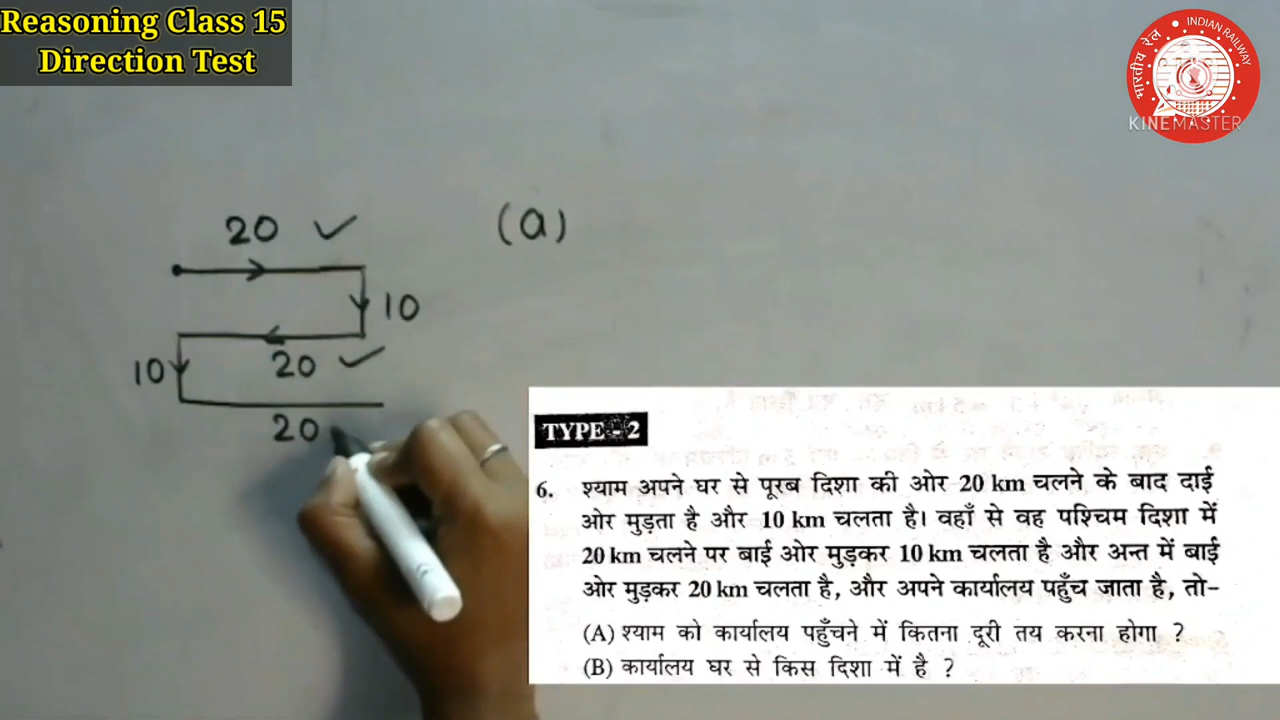 Reasoning Class 15
Direction Test
भारतीय रेल
INDIAN RAILWAY
KINEMASTER
20
(a)
10
20
10
20
TYPE - 2
6. श्याम अपने घर से पूरब दिशा की ओर 20 km चलने के बाद दाईं
ओर मुड़ता है और 10 km चलता है। वहाँ से वह पश्चिम दिशा में
20 km चलने पर बाईं ओर मुड़कर 10 km चलता है और अन्त में बाईं
ओर मुड़कर 20 km चलता है, और अपने कार्यालय पहुँच जाता है, तो-
(A) श्याम को कार्यालय पहुँचने में कितना दूरी तय करना होगा ?
(B) कार्यालय घर से किस दिशा में है ?